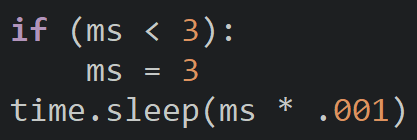 if (ms < 3):
    ms = 3
time.sleep(ms * .001)